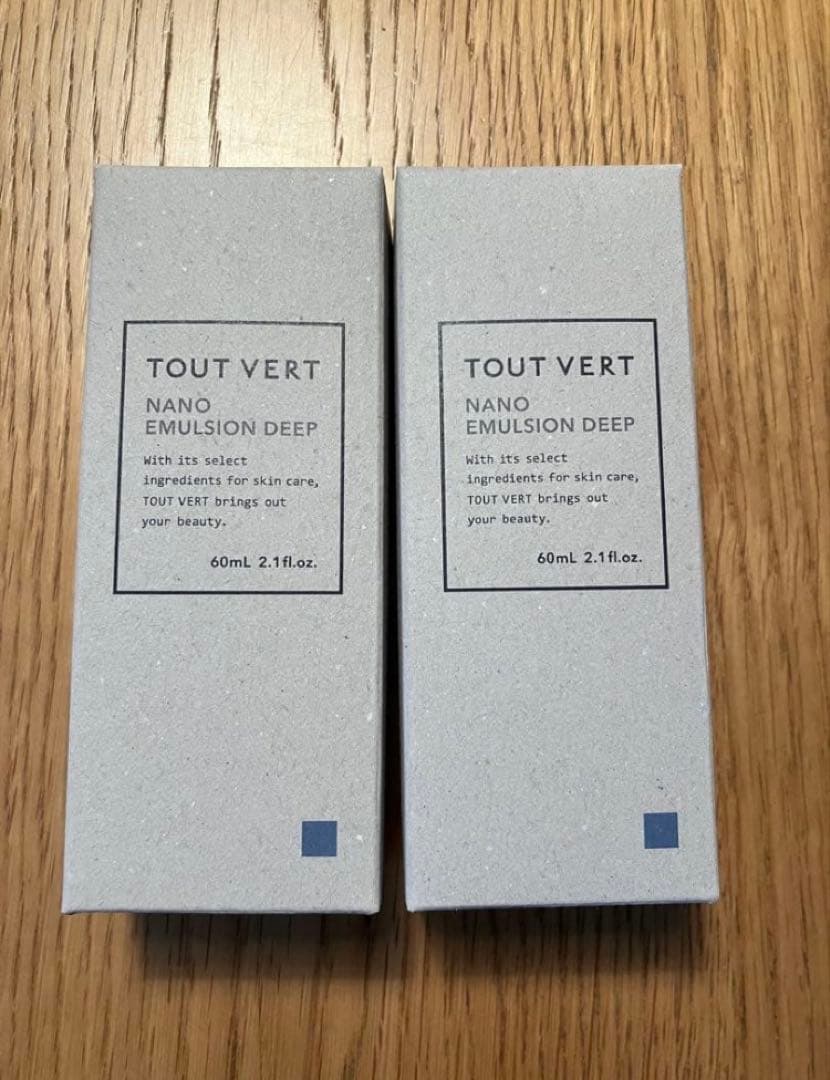 TOUT VERT
NANO
EMULSION DEEP
With its select
ingredients for skin care,
TOUT VERT brings out
your beauty.
60mL 2.1fl.oz.
TOUT VERT
NANO
EMULSION DEEP
With its select
ingredients for skin care,
TOUT VERT brings out
your beauty.
60mL 2.1fl.oz.